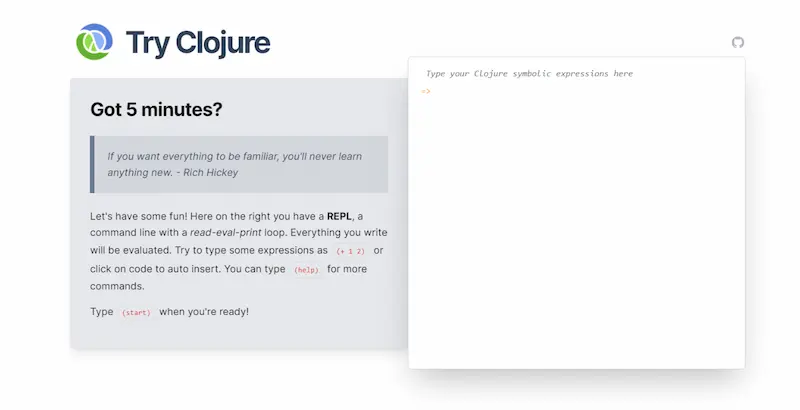 Try Clojure
Got 5 minutes?
If you want everything to be familiar, you'll never learn
anything new. - Rich Hickey
Let's have some fun! Here on the right you have a REPL, a
command line with a read-eval-print loop. Everything you write
will be evaluated. Try to type some expressions as (+ 1 2) or
click on code to auto insert. You can type (help) for more
commands.
Type (start) when you're ready!
Type your Clojure symbolic expressions here
=>